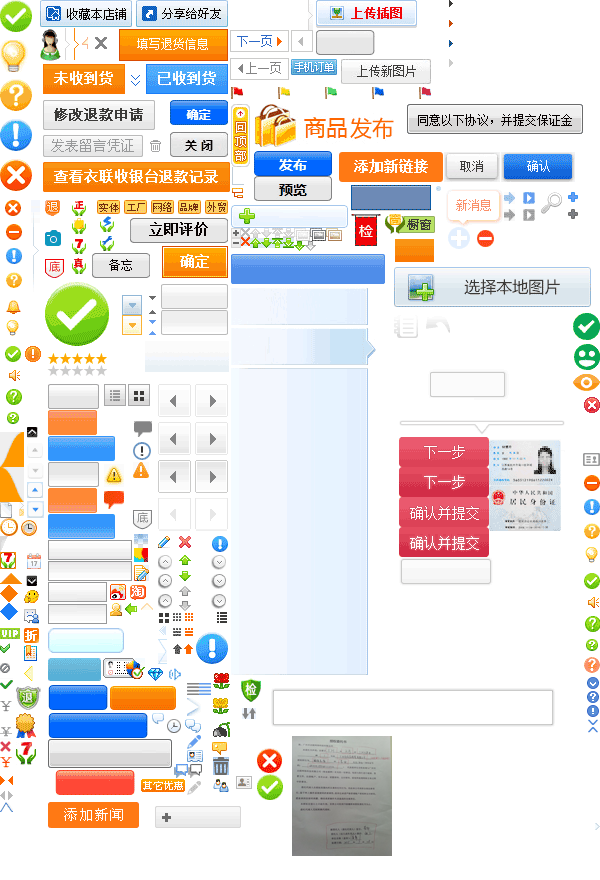 收藏本店铺
分享给好友
上传插图
填写退货信息
下一页
上一页
手机订单
上传新图片
未收到货
已收到货
修改退款申请
确定
回顶部
商品发布
同意以下协议，并提交保证金
发表留言凭证
关 闭
发布
添加新链接
取消
确认
查看衣联收银台退款记录
预览
退
正
实体
工厂
网络
品牌
外贸
新消息
立即评价
检
橱窗
7
底
真
备忘
确定
选择本地图片
下一步
下一步
中华人民共和国
居民身份证
确认并提交
确认并提交
底
7
17
淘
VIP
折
退
检
7
其它优惠
添加新闻